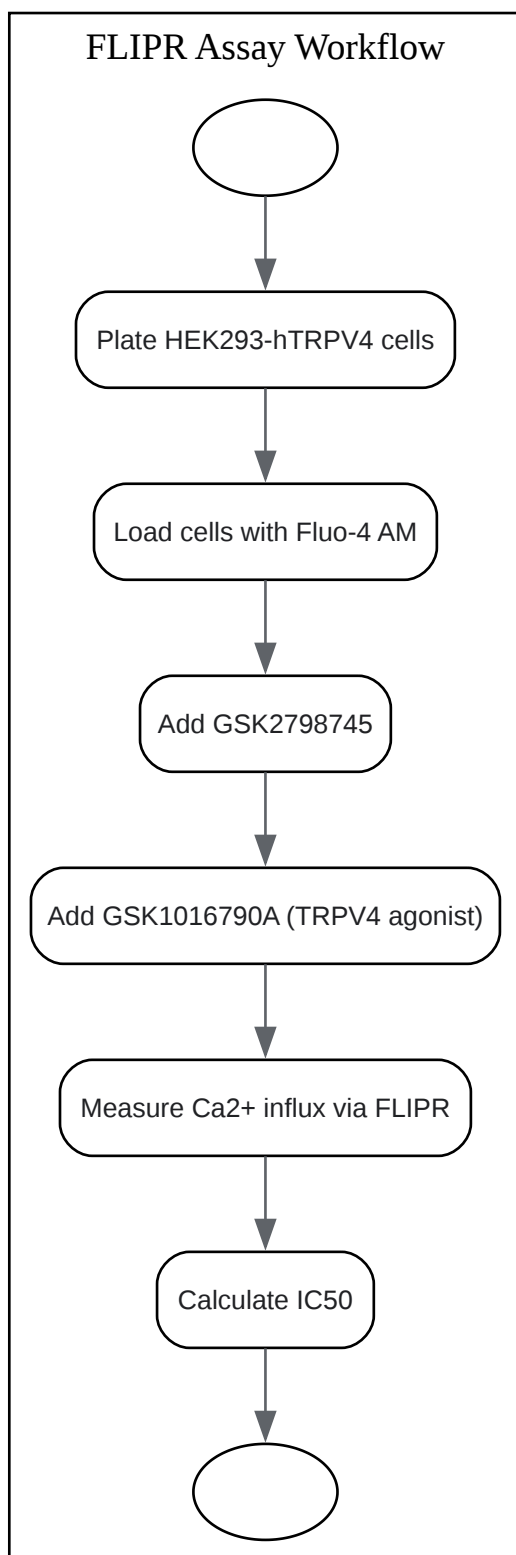 FLIPR Assay Workflow
Plate HEK293-hTRPV4 cells
Load cells with Fluo-4 AM
Add GSK2798745
Add GSK1016790A (TRPV4 agonist)
Measure Ca2+ influx via FLIPR
Calculate IC50